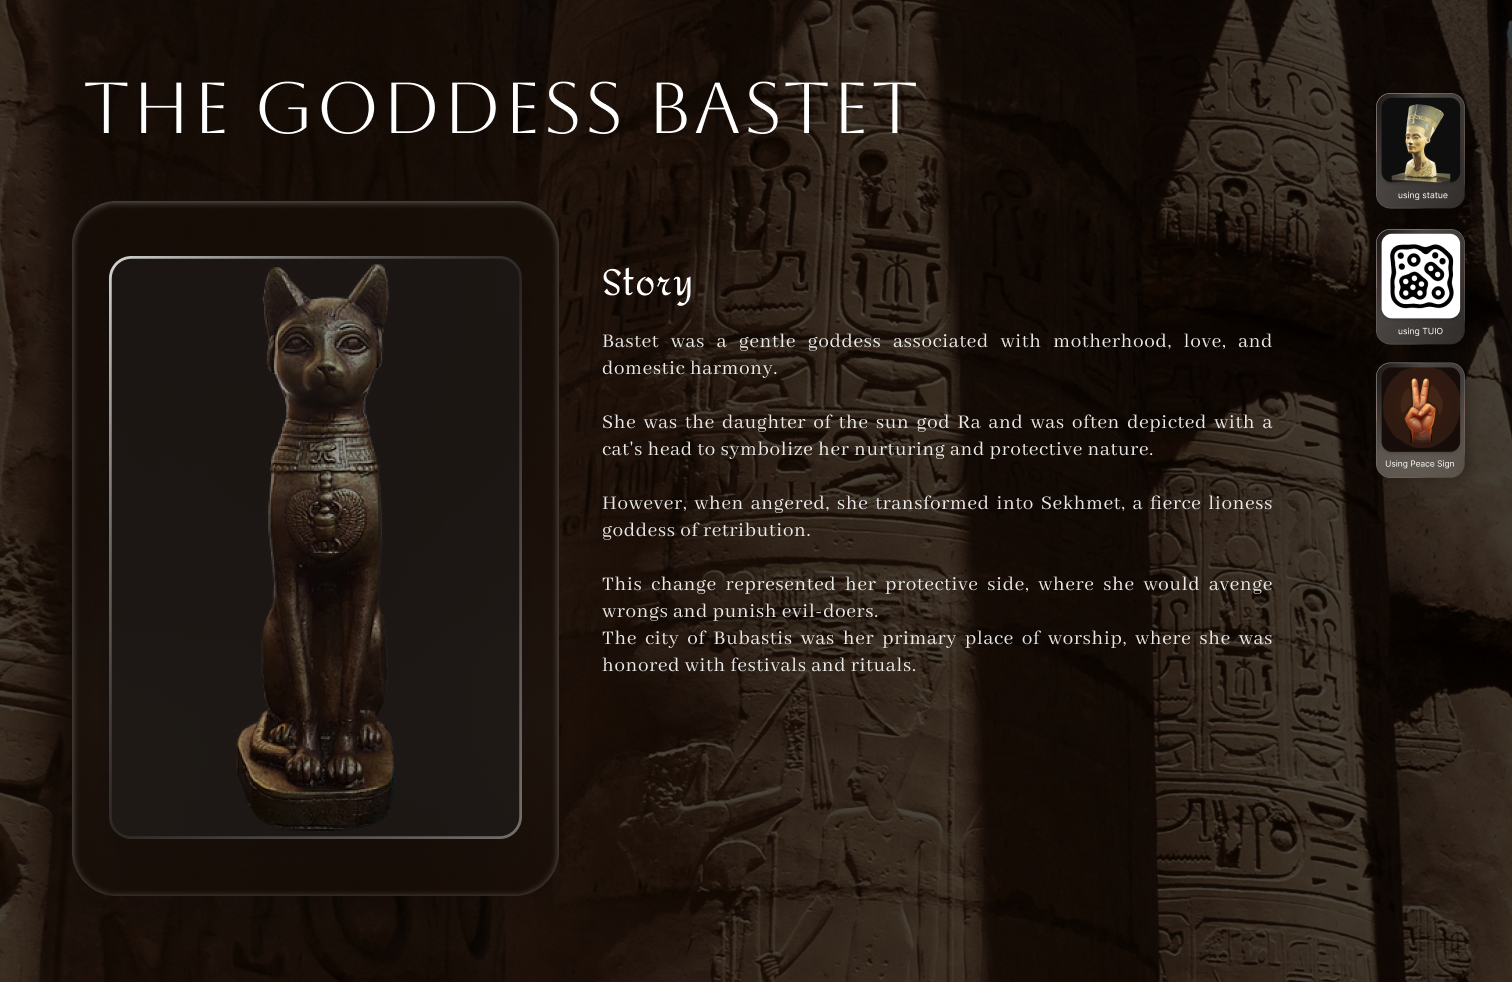 THE GODDESS BASTET
using statue
Story
using TUIO
Bastet was a gentle goddess associated with motherhood, love, and
domestic harmony.
She was the daughter of the sun god Ra and was often depicted with a
cat's head to symbolize her nurturing and protective nature.
Using Peace Sign
However, when angered, she transformed into Sekhmet, a fierce lioness
goddess of retribution.
This change represented her protective side, where she would avenge
wrongs and punish evil-doers.
The city of Bubastis was her primary place of worship, where she was
honored with festivals and rituals.